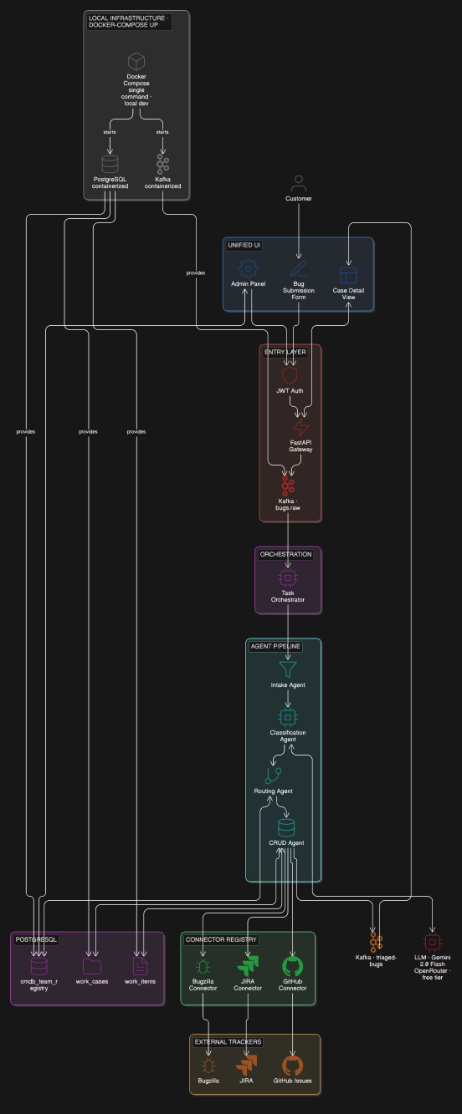 LOCAL INFRASTRUCTURE -
DOCKER-COMPOSE UP
Docker
Compose
single
command -
local dev
starts
starts
PostgreSQL
containerized
Kafka
containerized
Customer
UNIFIED UI
Admin Panel
Bug
Submission
Form
Case Detail
View
provides
ENTRY LAYER
JWT Auth
FastAPI
Gateway
Kafka -
bugs.raw
provides
provides
provides
ORCHESTRATION
Task
Orchestrator
AGENT PIPELINE
Intake Agent
Classification
Agent
Routing Agent
CRUD Agent
POSTGRESQL
cmdb_team_r
egistry
work_cases
work_items
CONNECTOR REGISTRY
Bugzilla
Connector
JIRA
Connector
GitHub
Connector
Kafka - triaged-
bugs
LLM - Gemini
2.0 Flash
OpenRouter -
free tier
EXTERNAL TRACKERS
Bugzilla
JIRA
GitHub Issues